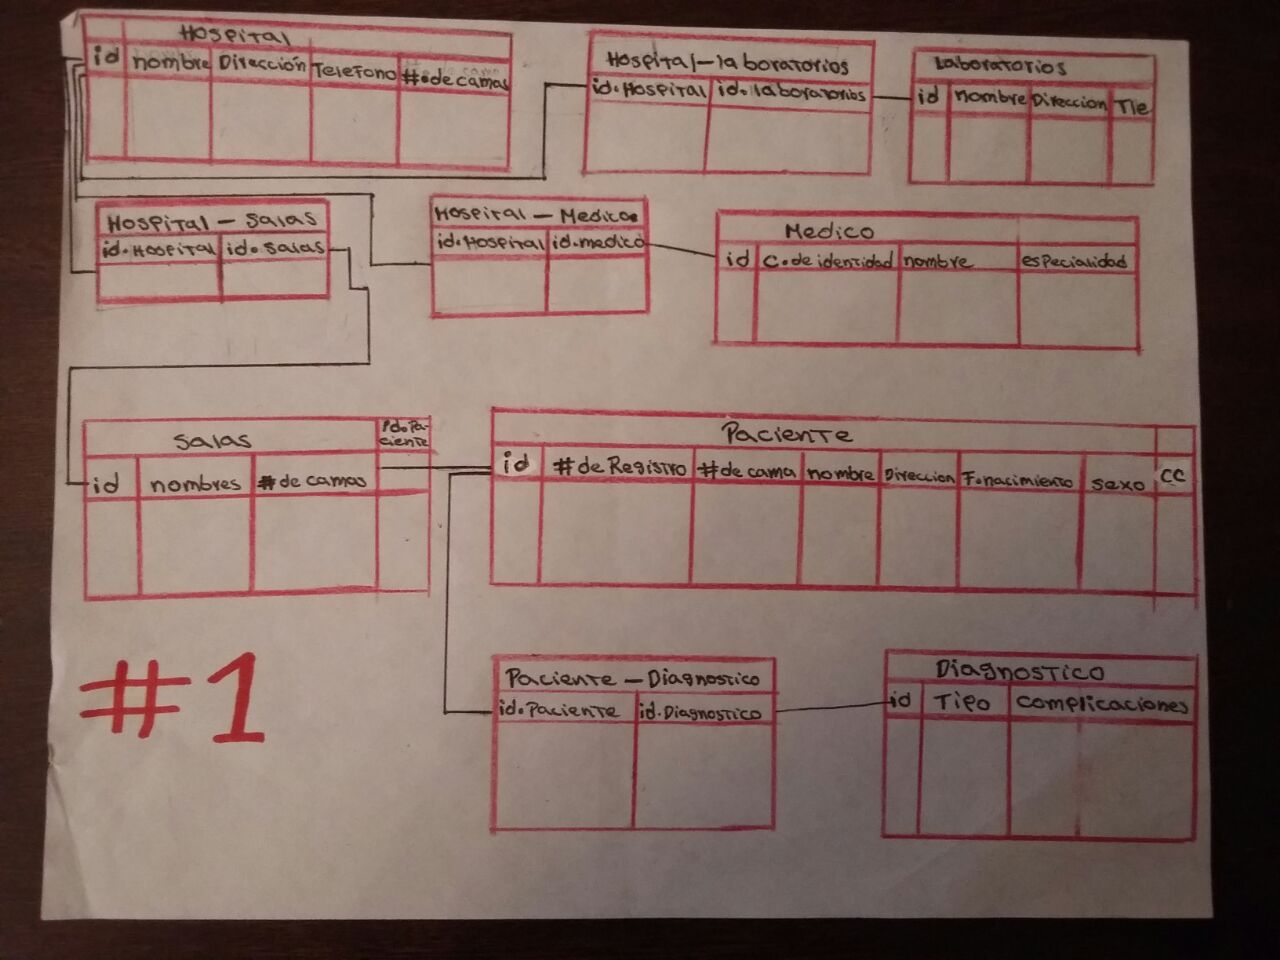 Hospital
id nombre Dirección Telefono #.de camas
Hospital-laboratorios
id.Hospital id.laboratorios
Laboratorios
id nombre Direccion Tle
Hospital - Salas
id.Hospital id.salas
Hospital - Medico
id.Hospital id.medico
Medico
id C.de identidad nombre especialidad
Salas
id nombres # de camas
Paciente
id # de Registro # de cama nombre Direccion F.nacimiento sexo CC
#1
Paciente - Diagnostico
id.Paciente id.Diagnostico
Diagnostico
id Tipo complicaciones